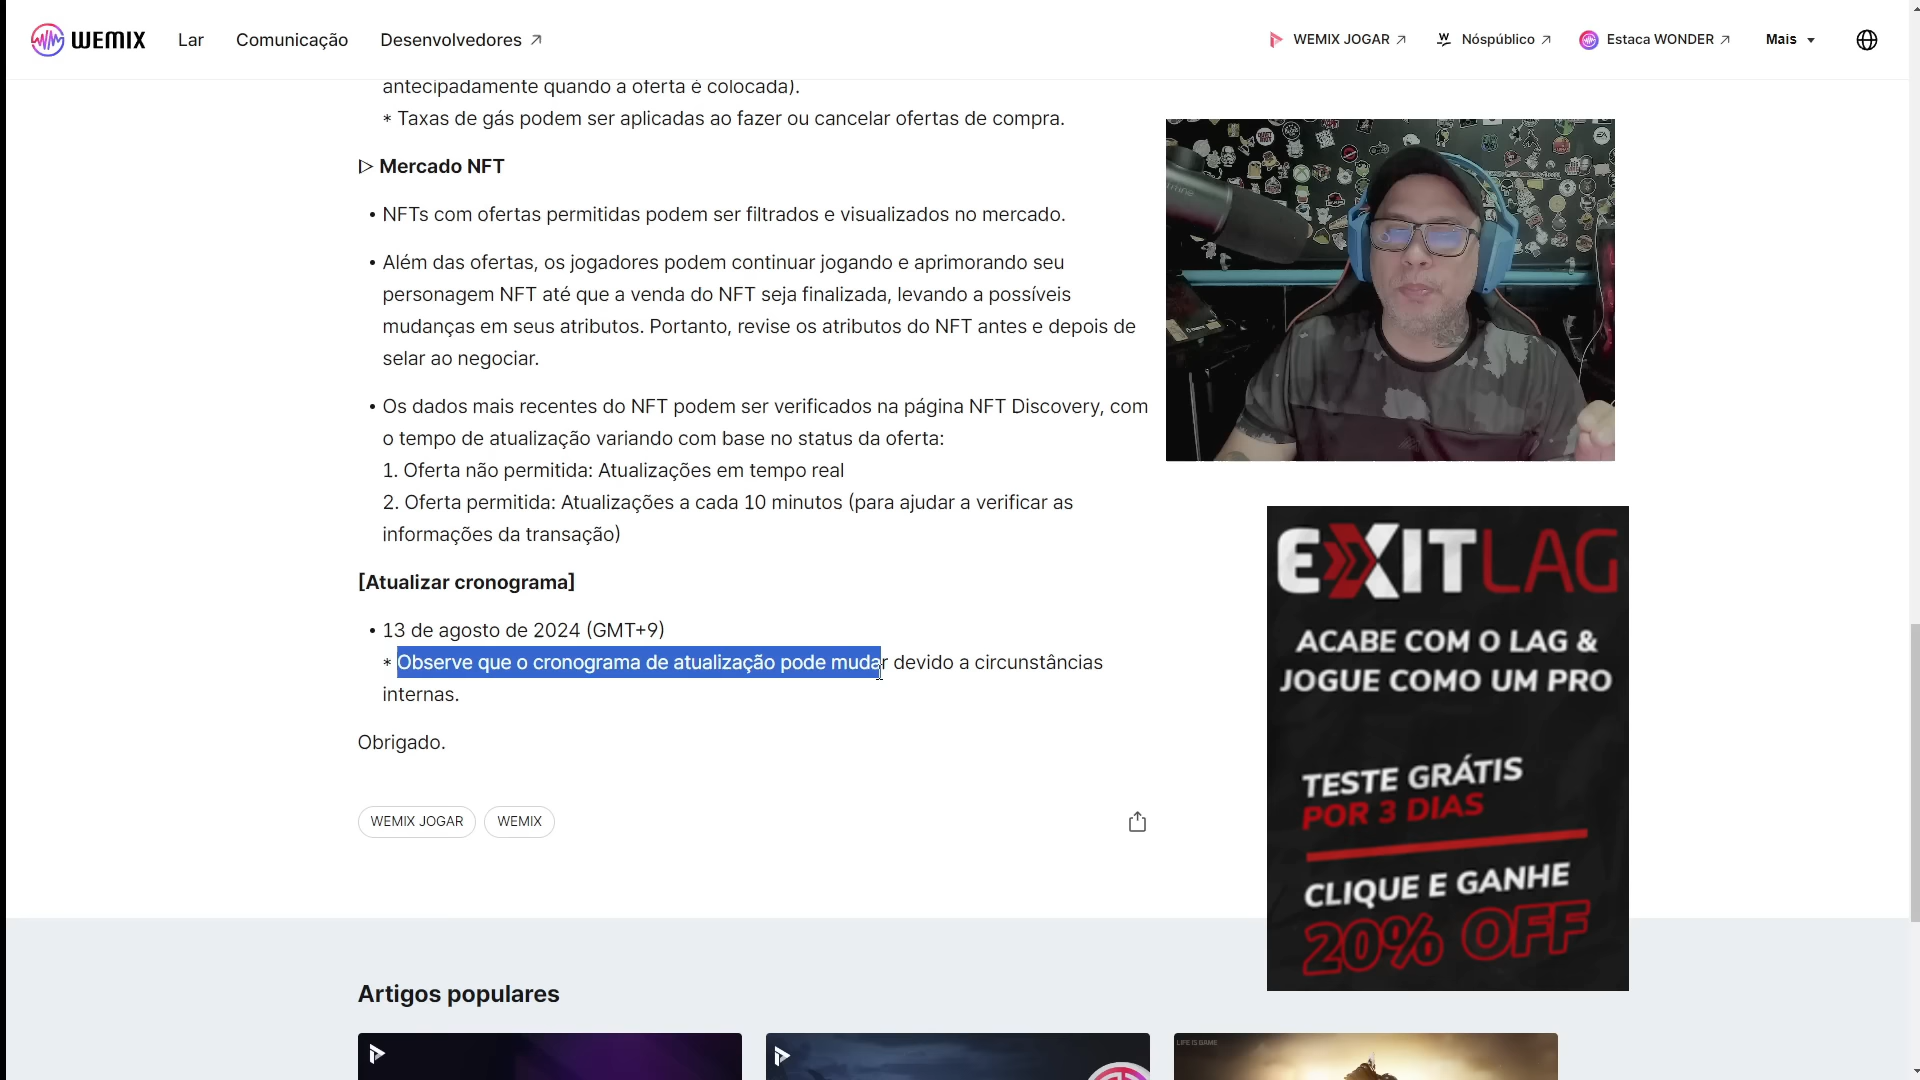 WEMIX
Lar
Comunicação
Desenvolvedores
WEMIX JOGAR
Nóspúblico
Estaca WONDER
Mais
antecipadamente quando a oferta é colocada).
* Taxas de gás podem ser aplicadas ao fazer ou cancelar ofertas de compra.
▷ Mercado NFT
• NFTs com ofertas permitidas podem ser filtrados e visualizados no mercado.
• Além das ofertas, os jogadores podem continuar jogando e aprimorando seu
personagem NFT até que a venda do NFT seja finalizada, levando a possíveis
mudanças em seus atributos. Portanto, revise os atributos do NFT antes e depois de
selar ao negociar.
• Os dados mais recentes do NFT podem ser verificados na página NFT Discovery, com
o tempo de atualização variando com base no status da oferta:
1. Oferta não permitida: Atualizações em tempo real
2. Oferta permitida: Atualizações a cada 10 minutos (para ajudar a verificar as
informações da transação)
[Atualizar cronograma]
• 13 de agosto de 2024 (GMT+9)
* Observe que o cronograma de atualização pode mudar devido a circunstâncias
internas.
Obrigado.
WEMIX JOGAR
WEMIX
EXITLAG
ACABE COM O LAG &
JOGUE COMO UM PRO
TESTE GRÁTIS
POR 3 DIAS
CLIQUE E GANHE
20% OFF
Artigos populares
LIFE IS GAME